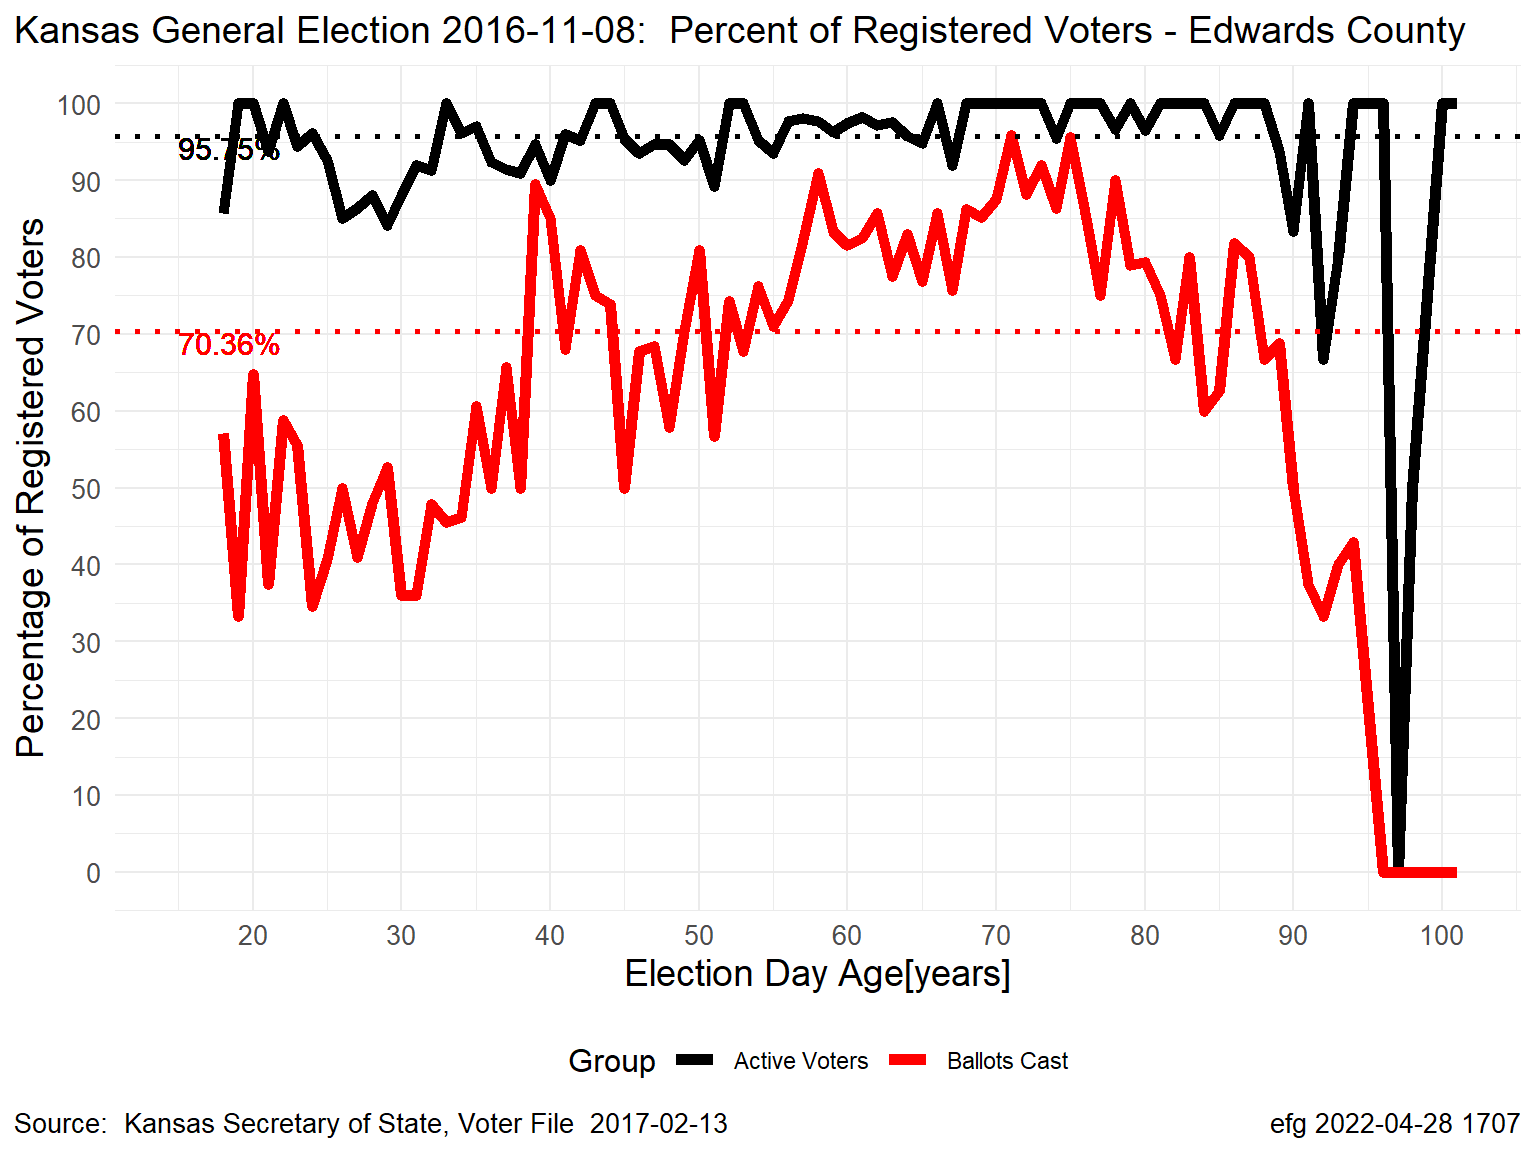 Kansas General Election 2016-11-08:  Percent of Registered Voters - Edwards County
Percentage of Registered Voters
100
90
80
70
60
50
40
30
20
10
0
95.75%
70.36%
20 30 40 50 60 70 80 90 100
Election Day Age[years]
Group Active Voters Ballots Cast
Source:  Kansas Secretary of State, Voter File  2017-02-13
efg 2022-04-28 1707